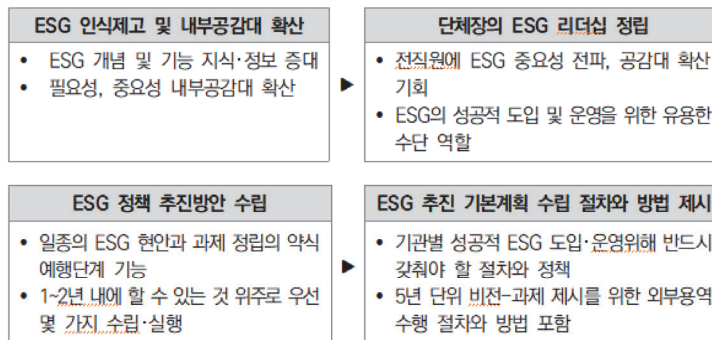 ESG 인식제고 및 내부공감대 확산
• ESG 개념 및 기능 지식·정보 증대
• 필요성, 중요성 내부공감대 확산
▶
단체장의 ESG 리더십 정립
• 전직원에 ESG 중요성 전파, 공감대 확산
기회
• ESG의 성공적 도입 및 운영을 위한 유용한
수단 역할
ESG 정책 추진방안 수립
• 일종의 ESG 현안과 과제 정립의 약식
예행단계 기능
• 1~2년 내에 할 수 있는 것 위주로 우선
몇 가지 수립·실행
▶
ESG 추진 기본계획 수립 절차와 방법 제시
• 기관별 성공적 ESG 도입·운영위해 반드시
갖춰야 할 절차와 정책
• 5년 단위 비전-과제 제시를 위한 외부용역
수행 절차와 방법 포함